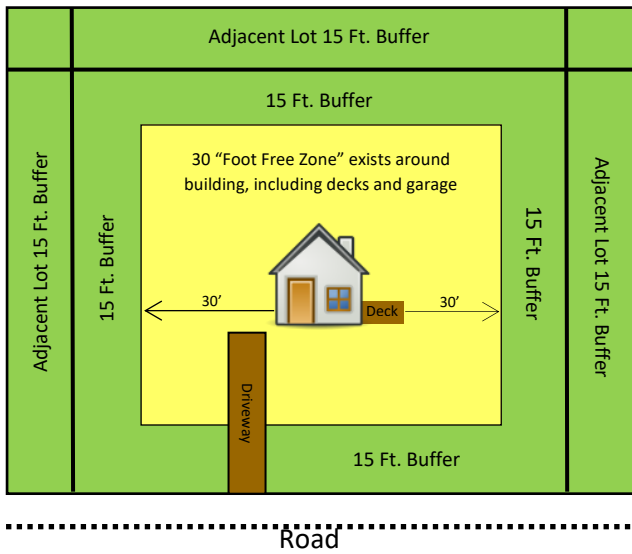 Adjacent Lot 15 Ft. Buffer
15 Ft. Buffer
30 “Foot Free Zone” exists around
building, including decks and garage
Adjacent Lot 15 Ft. Buffer
15 Ft. Buffer
30’
Deck
30’
15 Ft. Buffer
Adjacent Lot 15 Ft. Buffer
Driveway
15 Ft. Buffer
Road